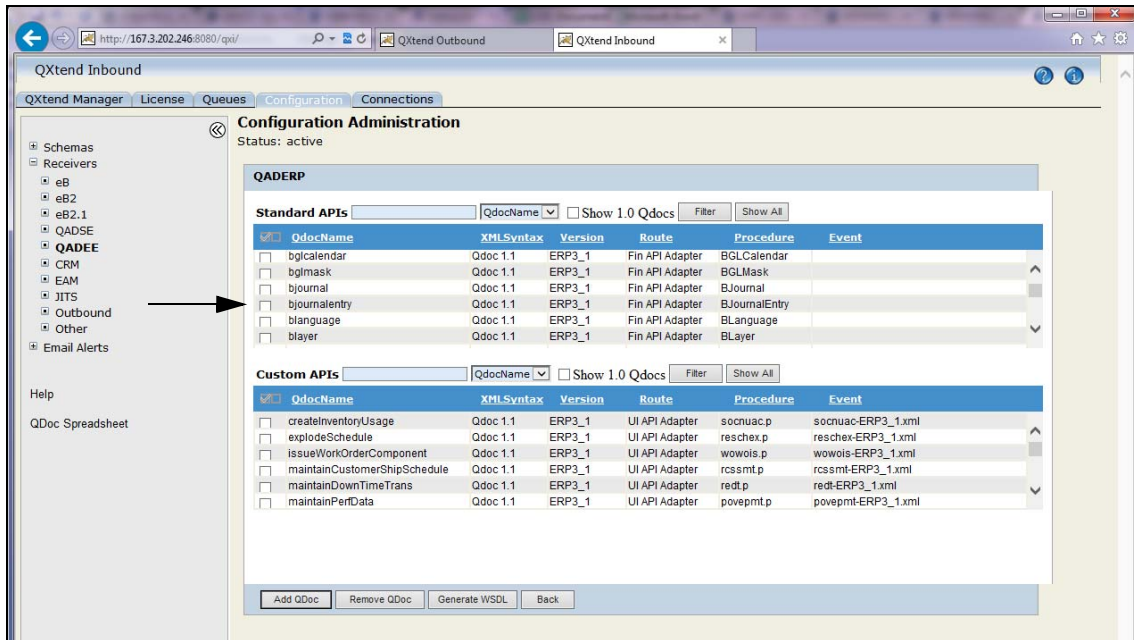 http://167.3.202.246:8080/qxi/
QXtend Outbound
QXtend Inbound
QXtend Inbound
QXtend Manager License Queues Configuration Connections
Configuration Administration
Status: active
Schemas
Receivers
eB
eB2
eB2.1
QADSE
QADEE
CRM
EAM
JITS
Outbound
Other
Email Alerts
Help
QDoc Spreadsheet
QADERP
Standard APIs QdocName Show 1.0 Qdocs Filter Show All
QdocName XMLSyntax Version Route Procedure Event
bglcalendar Qdoc 1.1 ERP3_1 Fin API Adapter BGLCalendar
bglmask Qdoc 1.1 ERP3_1 Fin API Adapter BGLMask
bjournal Qdoc 1.1 ERP3_1 Fin API Adapter BJournal
bjournalentry Qdoc 1.1 ERP3_1 Fin API Adapter BJournalEntry
blanguage Qdoc 1.1 ERP3_1 Fin API Adapter BLanguage
blayer Qdoc 1.1 ERP3_1 Fin API Adapter BLayer
Custom APIs QdocName Show 1.0 Qdocs Filter Show All
QdocName XMLSyntax Version Route Procedure Event
createInventoryUsage Qdoc 1.1 ERP3_1 UI API Adapter socnuac.p socnuac-ERP3_1.xml
explodeSchedule Qdoc 1.1 ERP3_1 UI API Adapter reschex.p reschex-ERP3_1.xml
issueWorkOrderComponent Qdoc 1.1 ERP3_1 UI API Adapter wowois.p wowois-ERP3_1.xml
maintainCustomerShipSchedule Qdoc 1.1 ERP3_1 UI API Adapter rcssmt.p rcssmt-ERP3_1.xml
maintainDownTimeTrans Qdoc 1.1 ERP3_1 UI API Adapter redt.p redt-ERP3_1.xml
maintainPerfData Qdoc 1.1 ERP3_1 UI API Adapter povepmt.p povepmt-ERP3_1.xml
Add QDoc Remove QDoc Generate WSDL Back